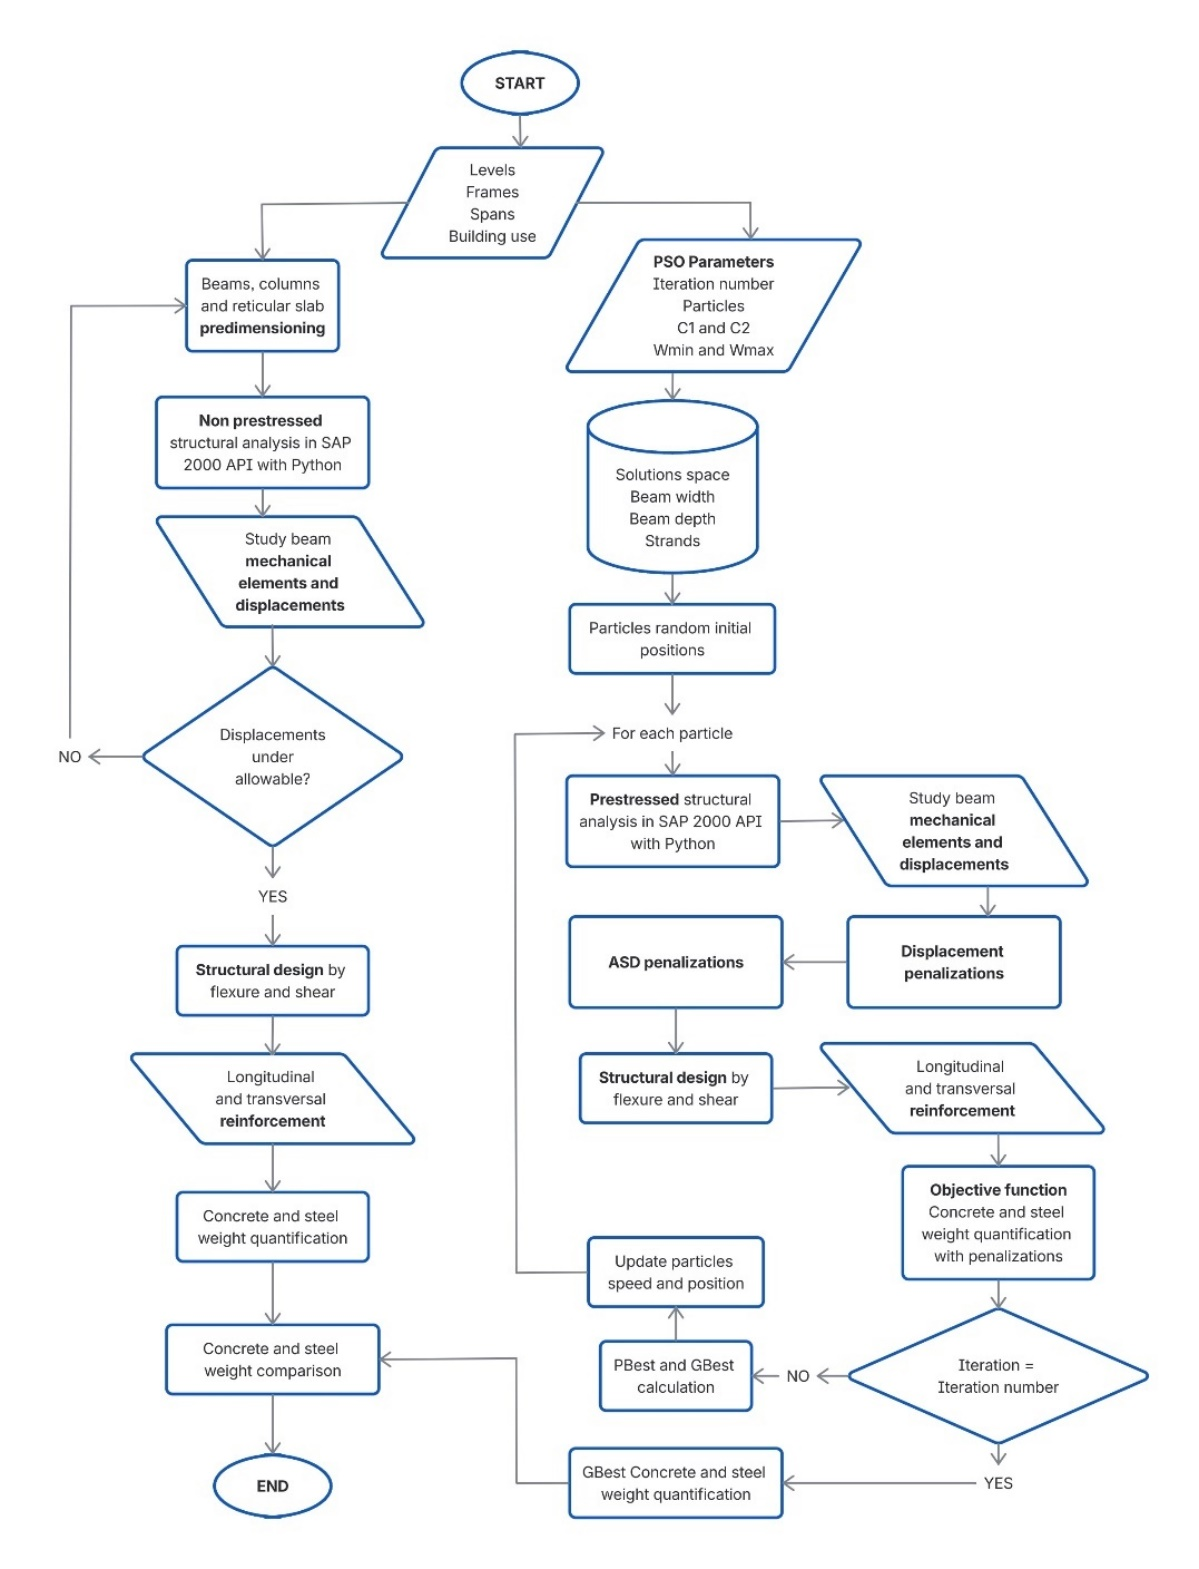 START
Levels
Frames
Spans
Building use
Beams, columns
and reticular slab
predimensioning
Non prestressed
structural analysis in SAP
2000 API with Python
Study beam
mechanical
elements and
displacements
Displacements
under
allowable?
NO
YES
Structural design by
flexure and shear
Longitudinal
and transversal
reinforcement
Concrete and steel
weight quantification
Concrete and steel
weight comparison
END
PSO Parameters
Iteration number
Particles
C1 and C2
Wmin and Wmax
Solutions space
Beam width
Beam depth
Strands
Particles random initial
positions
For each particle
Prestressed structural
analysis in SAP 2000 API
with Python
Study beam
mechanical
elements and
displacements
Displacement
penalizations
ASD penalizations
Structural design by
flexure and shear
Longitudinal
and transversal
reinforcement
Objective function
Concrete and steel
weight quantification
with penalizations
Iteration =
Iteration number
NO
PBest and GBest
calculation
Update particles
speed and position
YES
GBest Concrete and steel
weight quantification